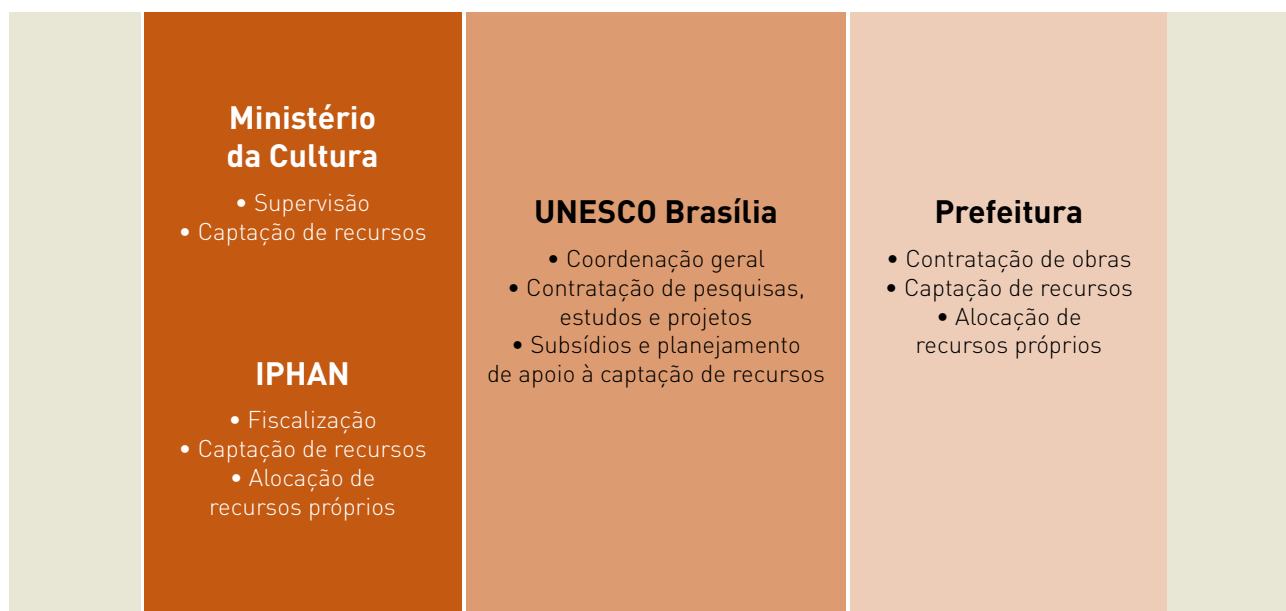 Ministério
da Cultura
• Supervisão
• Captação de recursos
IPHAN
• Fiscalização
• Captação de recursos
• Alocação de
recursos próprios
UNESCO Brasília
• Coordenação geral
• Contratação de pesquisas,
estudos e projetos
• Subsídios e planejamento
de apoio à captação de recursos
Prefeitura
• Contratação de obras
• Captação de recursos
• Alocação de
recursos próprios